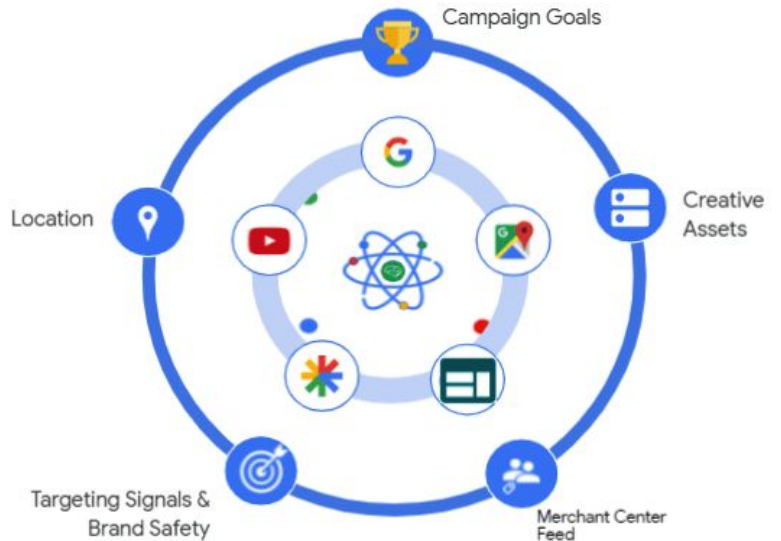 Campaign Goals
Location
Creative
Assets
Targeting Signals &
Brand Safety
Merchant Center
Feed